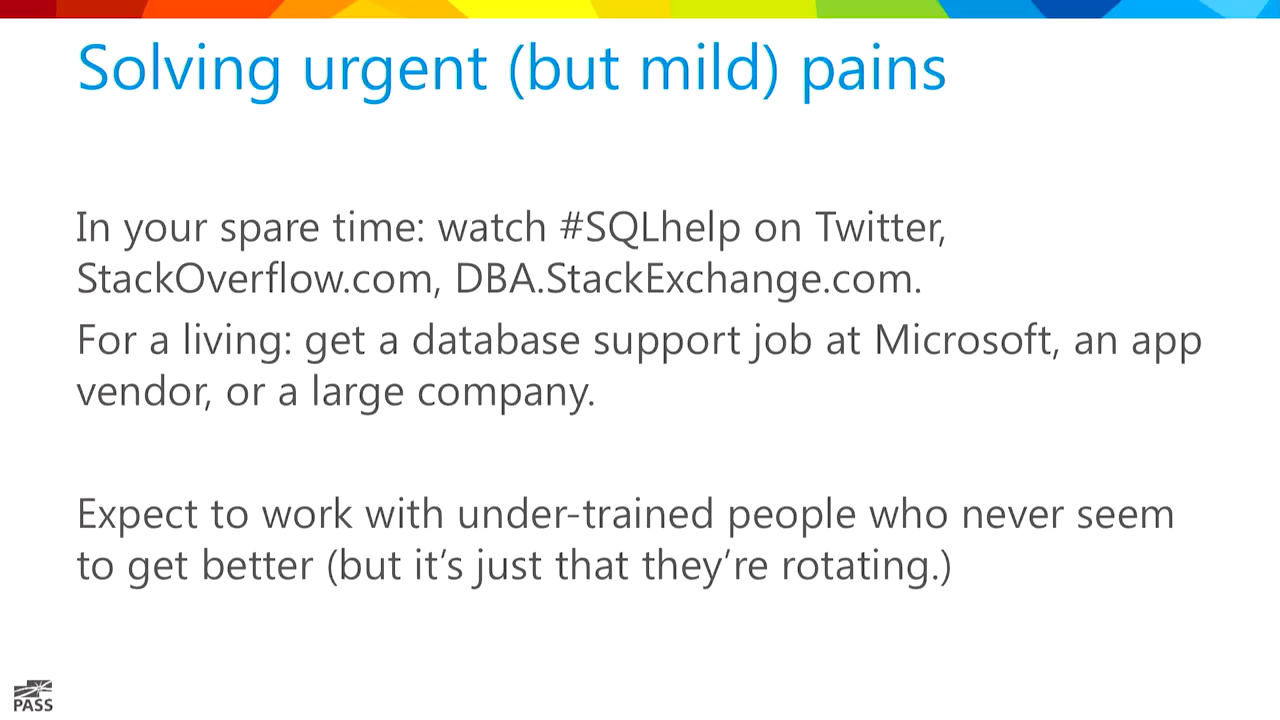 Solving urgent (but mild) pains
In your spare time: watch #SQLhelp on Twitter,
StackOverflow.com, DBA.StackExchange.com.
For a living: get a database support job at Microsoft, an app
vendor, or a large company.
Expect to work with under-trained people who never seem
to get better (but it’s just that they’re rotating.)
PASS